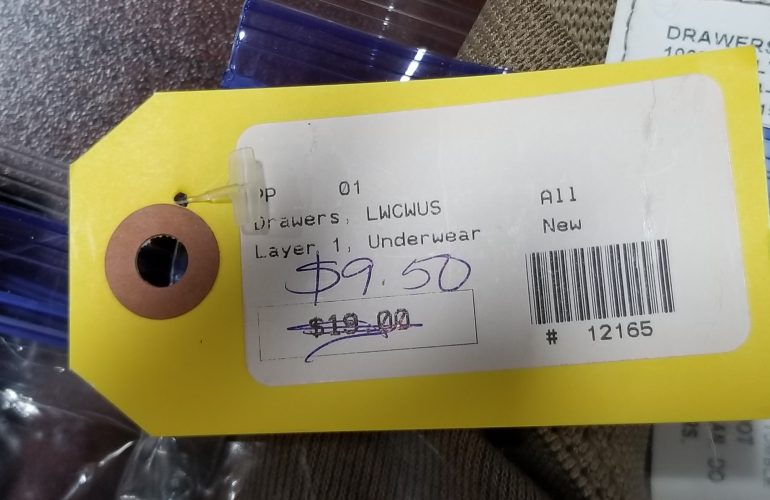 01
Drawers, LWCWUS
Layer 1, Underwear
All
New
$9.50
$19.00
# 12165
DRAWERS